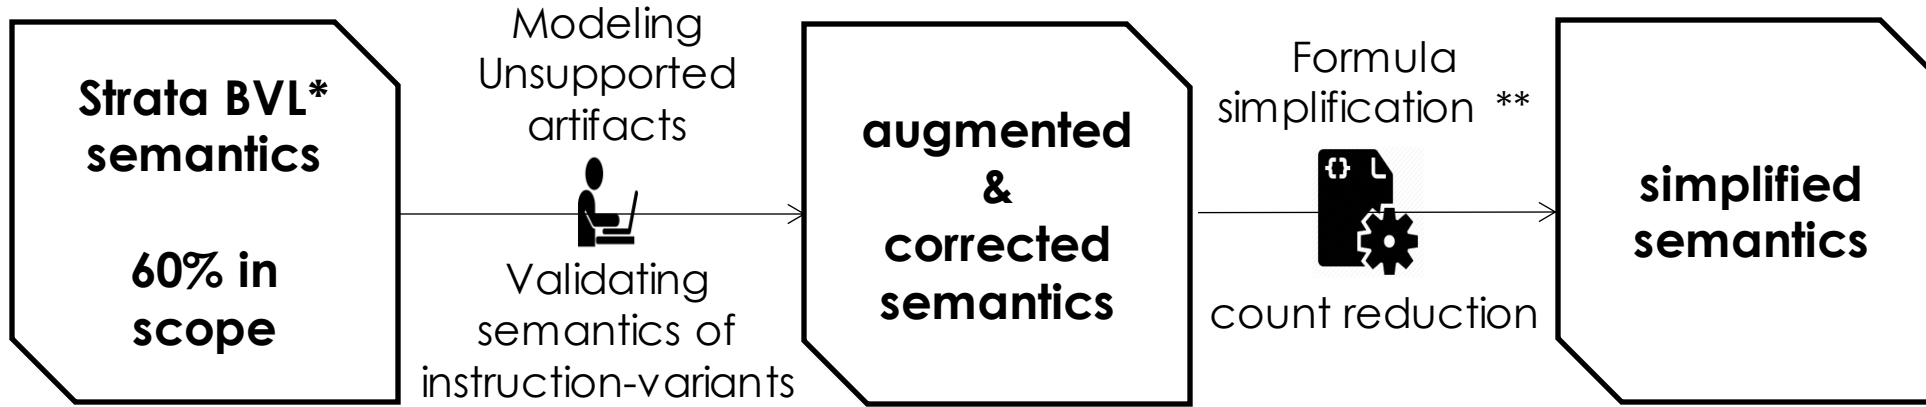 Strata BVL*
semantics
60% in
scope
Modeling
Unsupported
artifacts
Validating
semantics of
instruction-variants
augmented
&
corrected
semantics
Formula
simplification **
{} L
count reduction
simplified
semantics